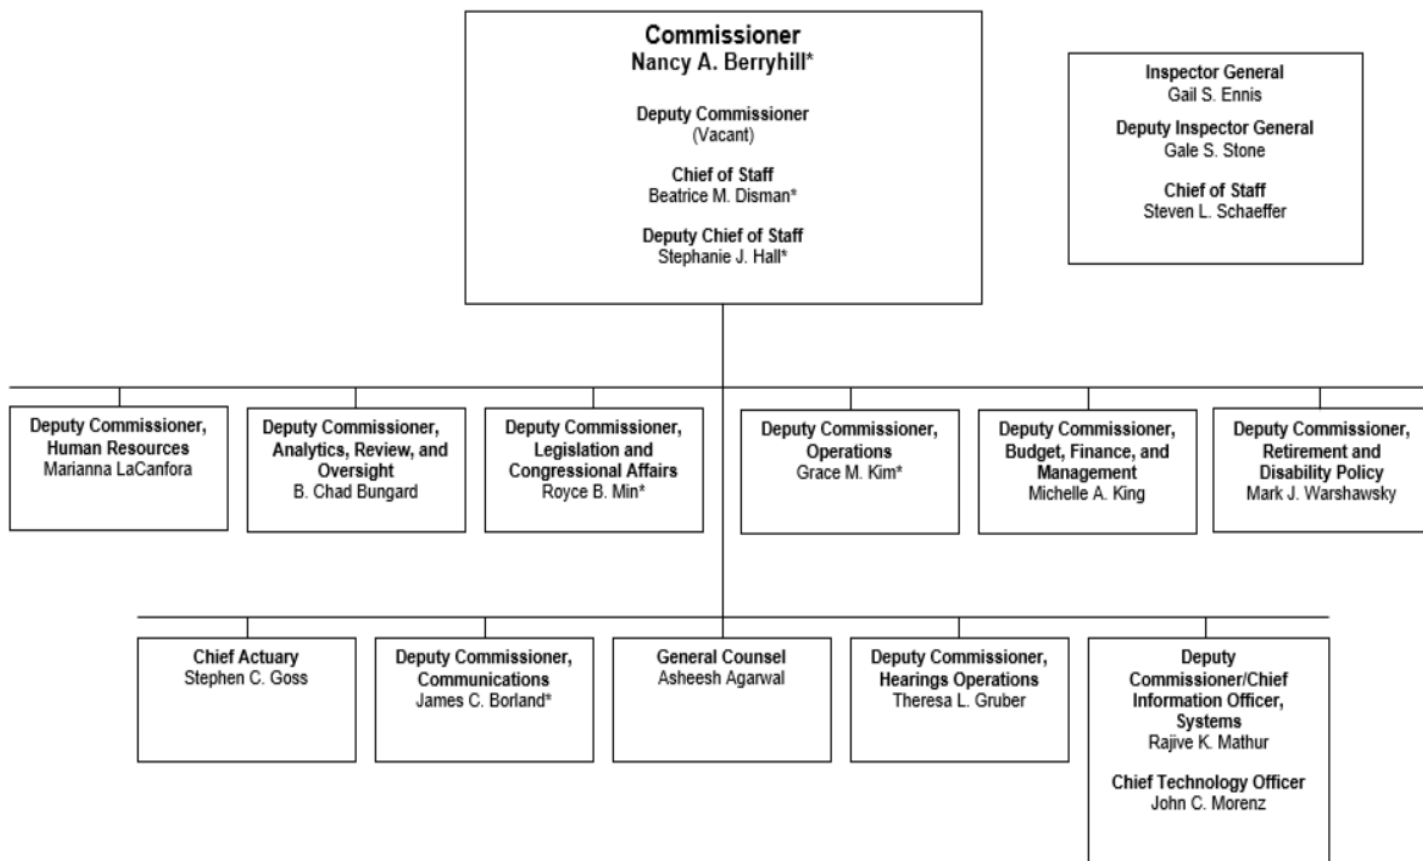 Commissioner
Nancy A. Berryhill*
Deputy Commissioner
(Vacant)
Chief of Staff
Beatrice M. Disman*
Deputy Chief of Staff
Stephanie J. Hall*
Inspector General
Gail S. Ennis
Deputy Inspector General
Gale S. Stone
Chief of Staff
Steven L. Schaeffer
Deputy Commissioner,
Human Resources
Marianna LaCanfora
Deputy Commissioner,
Analytics, Review, and
Oversight
B. Chad Bungard
Deputy Commissioner,
Legislation and
Congressional Affairs
Royce B. Min*
Deputy Commissioner,
Operations
Grace M. Kim*
Deputy Commissioner,
Budget, Finance, and
Management
Michelle A. King
Deputy Commissioner,
Retirement and
Disability Policy
Mark J. Warshawsky
Chief Actuary
Stephen C. Goss
Deputy Commissioner,
Communications
James C. Borland*
General Counsel
Asheesh Agarwal
Deputy Commissioner,
Hearings Operations
Theresa L. Gruber
Deputy
Commissioner/Chief
Information Officer,
Systems
Rajive K. Mathur
Chief Technology Officer
John C. Morenz